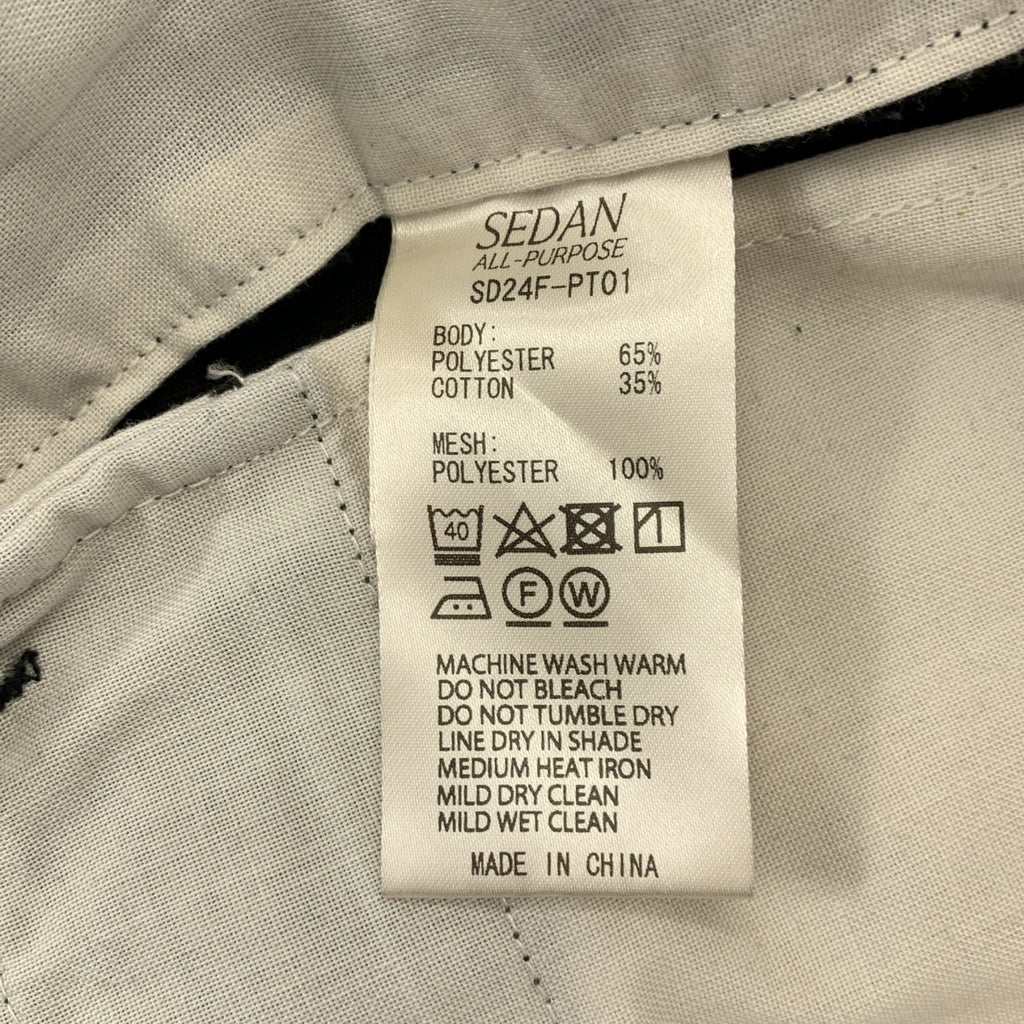 SEDAN
ALL-PURPOSE
SD24F-PT01
BODY:
POLYESTER 65%
COTTON 35%
MESH:
POLYESTER 100%
40
F W
MACHINE WASH WARM
DO NOT BLEACH
DO NOT TUMBLE DRY
LINE DRY IN SHADE
MEDIUM HEAT IRON
MILD DRY CLEAN
MILD WET CLEAN
MADE IN CHINA